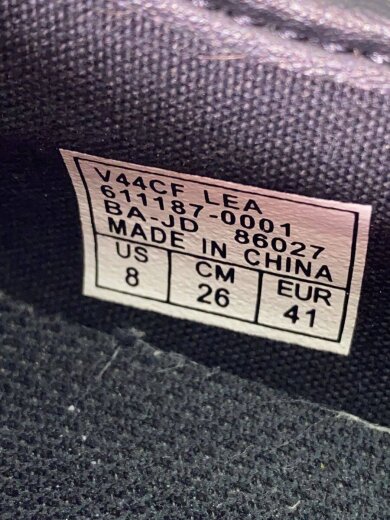 V44CF LEA
611187-0001
BA-JD 86027
MADE IN CHINA
US CM EUR
8 26 41